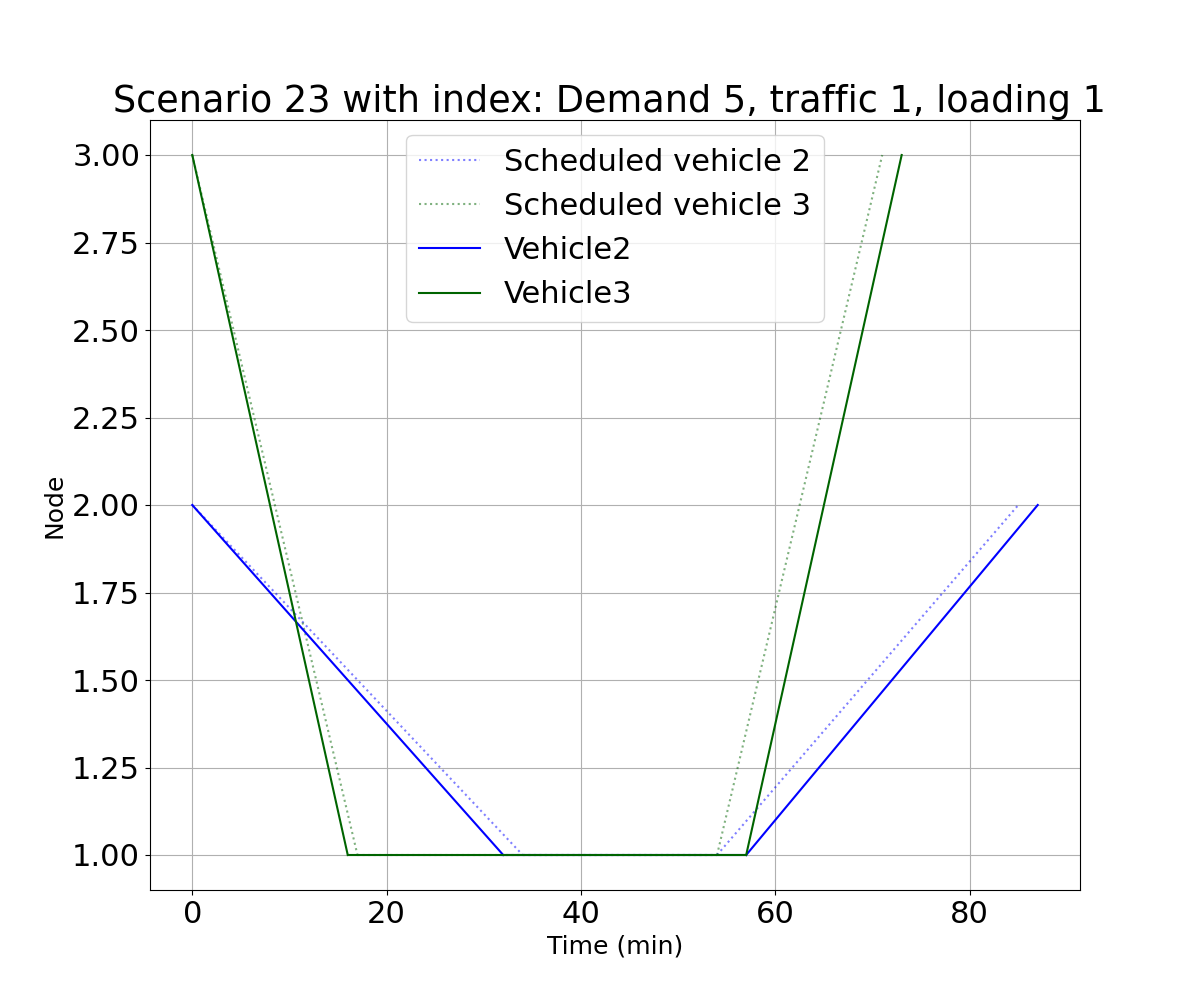 Scenario 23 with index: Demand 5, traffic 1, loading 1
Scheduled vehicle 2
Scheduled vehicle 3
Vehicle2
Vehicle3
3.00
2.75
2.50
2.25
2.00
1.75
1.50
1.25
1.00
Node
0 20 40 60 80
Time (min)